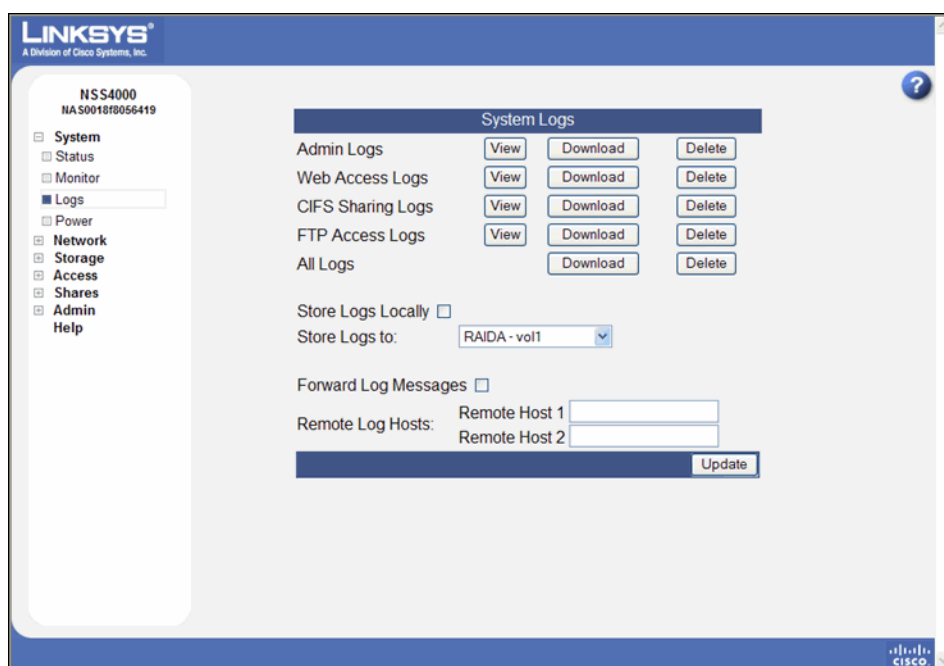 LINKSYS®
A Division of Cisco Systems, Inc.
?
NSS4000
NAS0018f8056419
System
Status
Monitor
Logs
Power
Network
Storage
Access
Shares
Admin
Help
System Logs
Admin Logs View Download Delete
Web Access Logs View Download Delete
CIFS Sharing Logs View Download Delete
FTP Access Logs View Download Delete
All Logs Download Delete
Store Logs Locally
Store Logs to: RAIDA - vol1
Forward Log Messages
Remote Log Hosts: Remote Host 1
Remote Host 2
Update
CISCO.